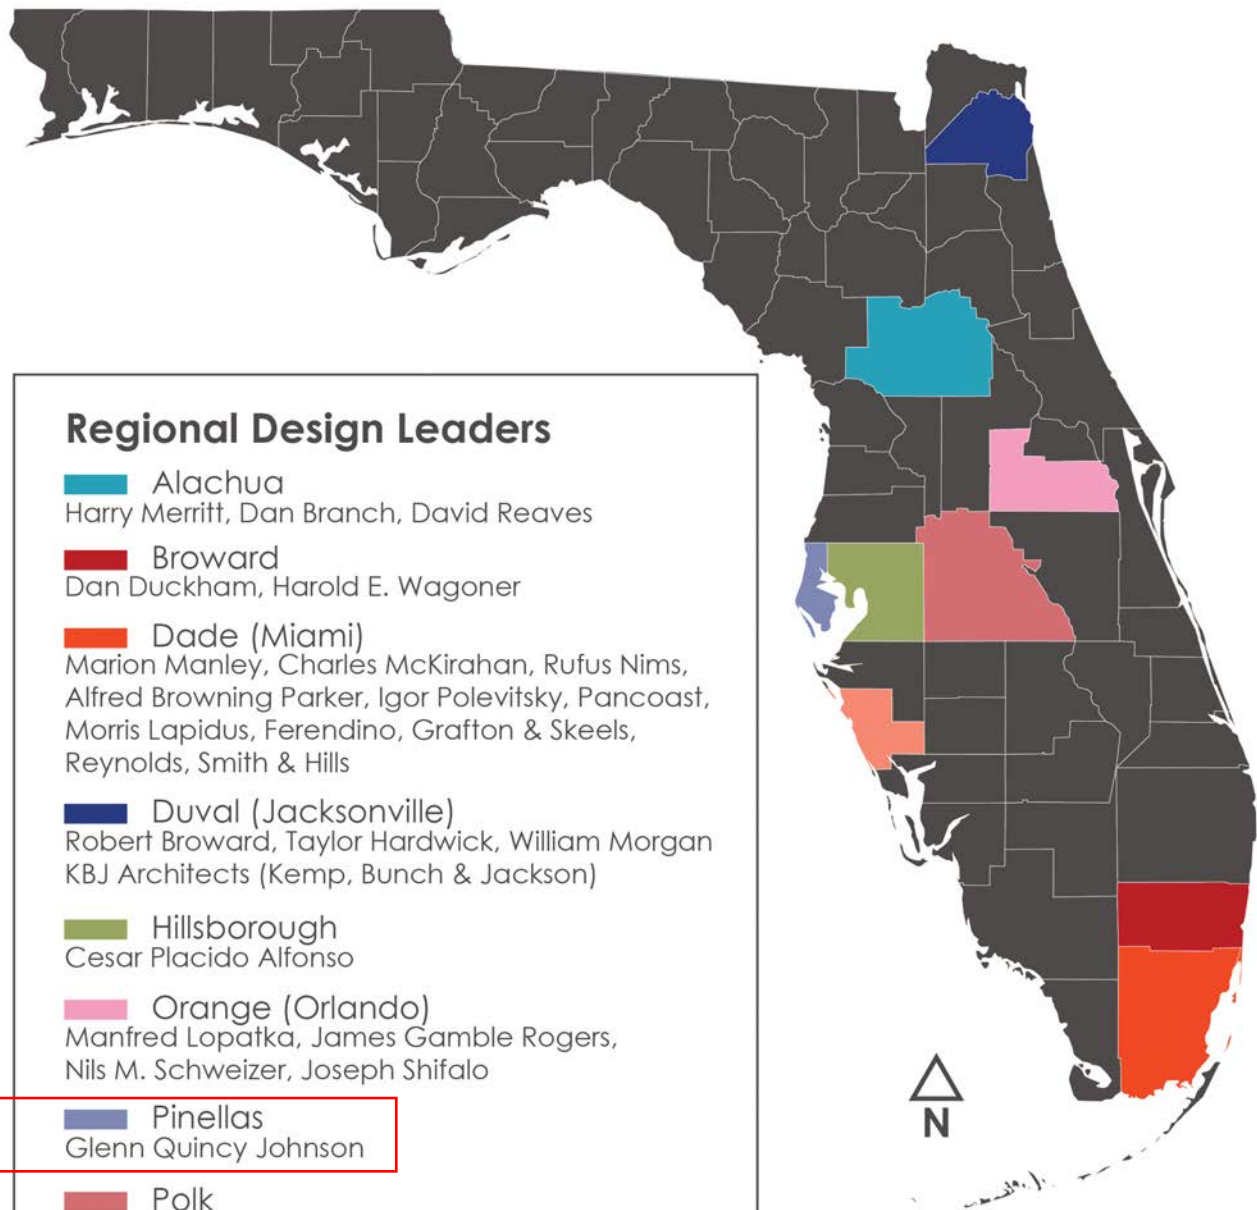 Regional Design Leaders
Alachua
Harry Merritt, Dan Branch, David Reaves
Broward
Dan Duckham, Harold E. Wagoner
Dade (Miami)
Marion Manley, Charles McKirahan, Rufus Nims,
Alfred Browning Parker, Igor Polevitsky, Pancoast,
Morris Lapidus, Ferendino, Grafton & Skeels,
Reynolds, Smith & Hills
Duval (Jacksonville)
Robert Broward, Taylor Hardwick, William Morgan
KBJ Architects (Kemp, Bunch & Jackson)
Hillsborough
Cesar Placido Alfonso
Orange (Orlando)
Manfred Lopatka, James Gamble Rogers,
Nils M. Schweizer, Joseph Shifalo
Pinellas
Glenn Quincy Johnson
Polk
N